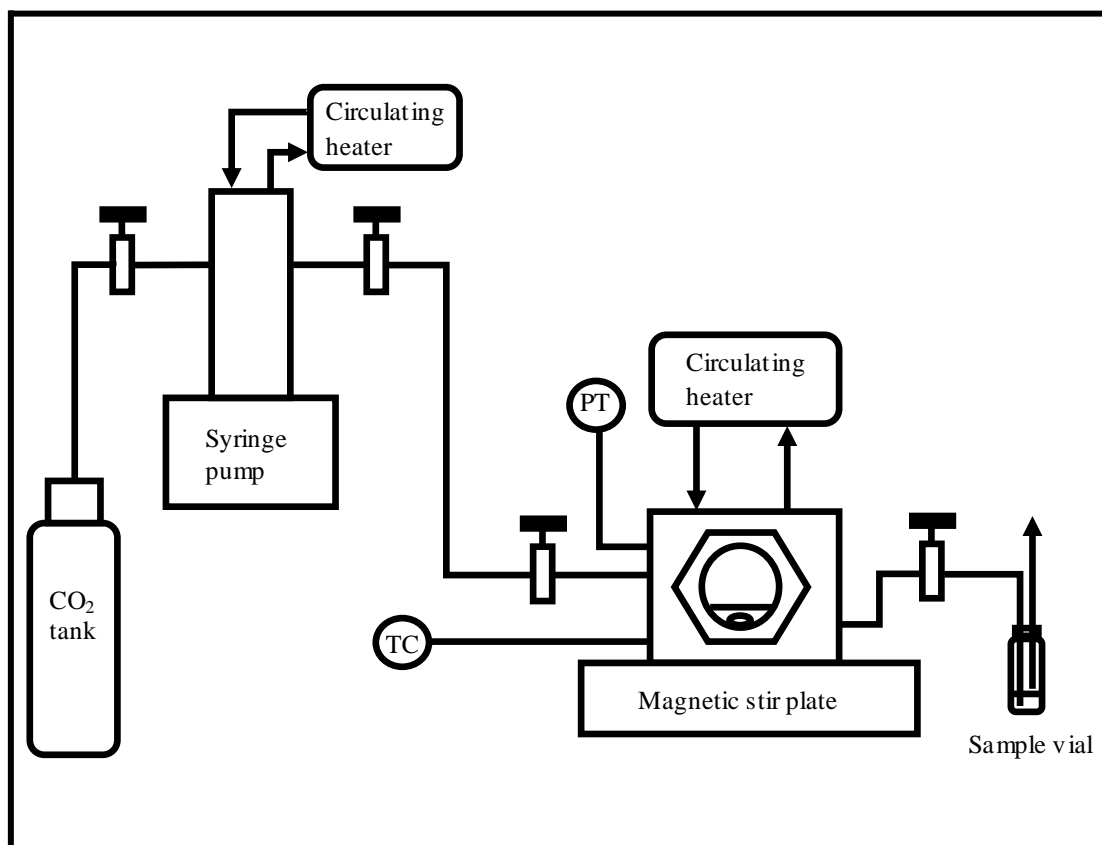 Circulating
heater
Syringe
pump
CO₂
tank
PT
Circulating
heater
TC
Magnetic stir plate
Sample vial